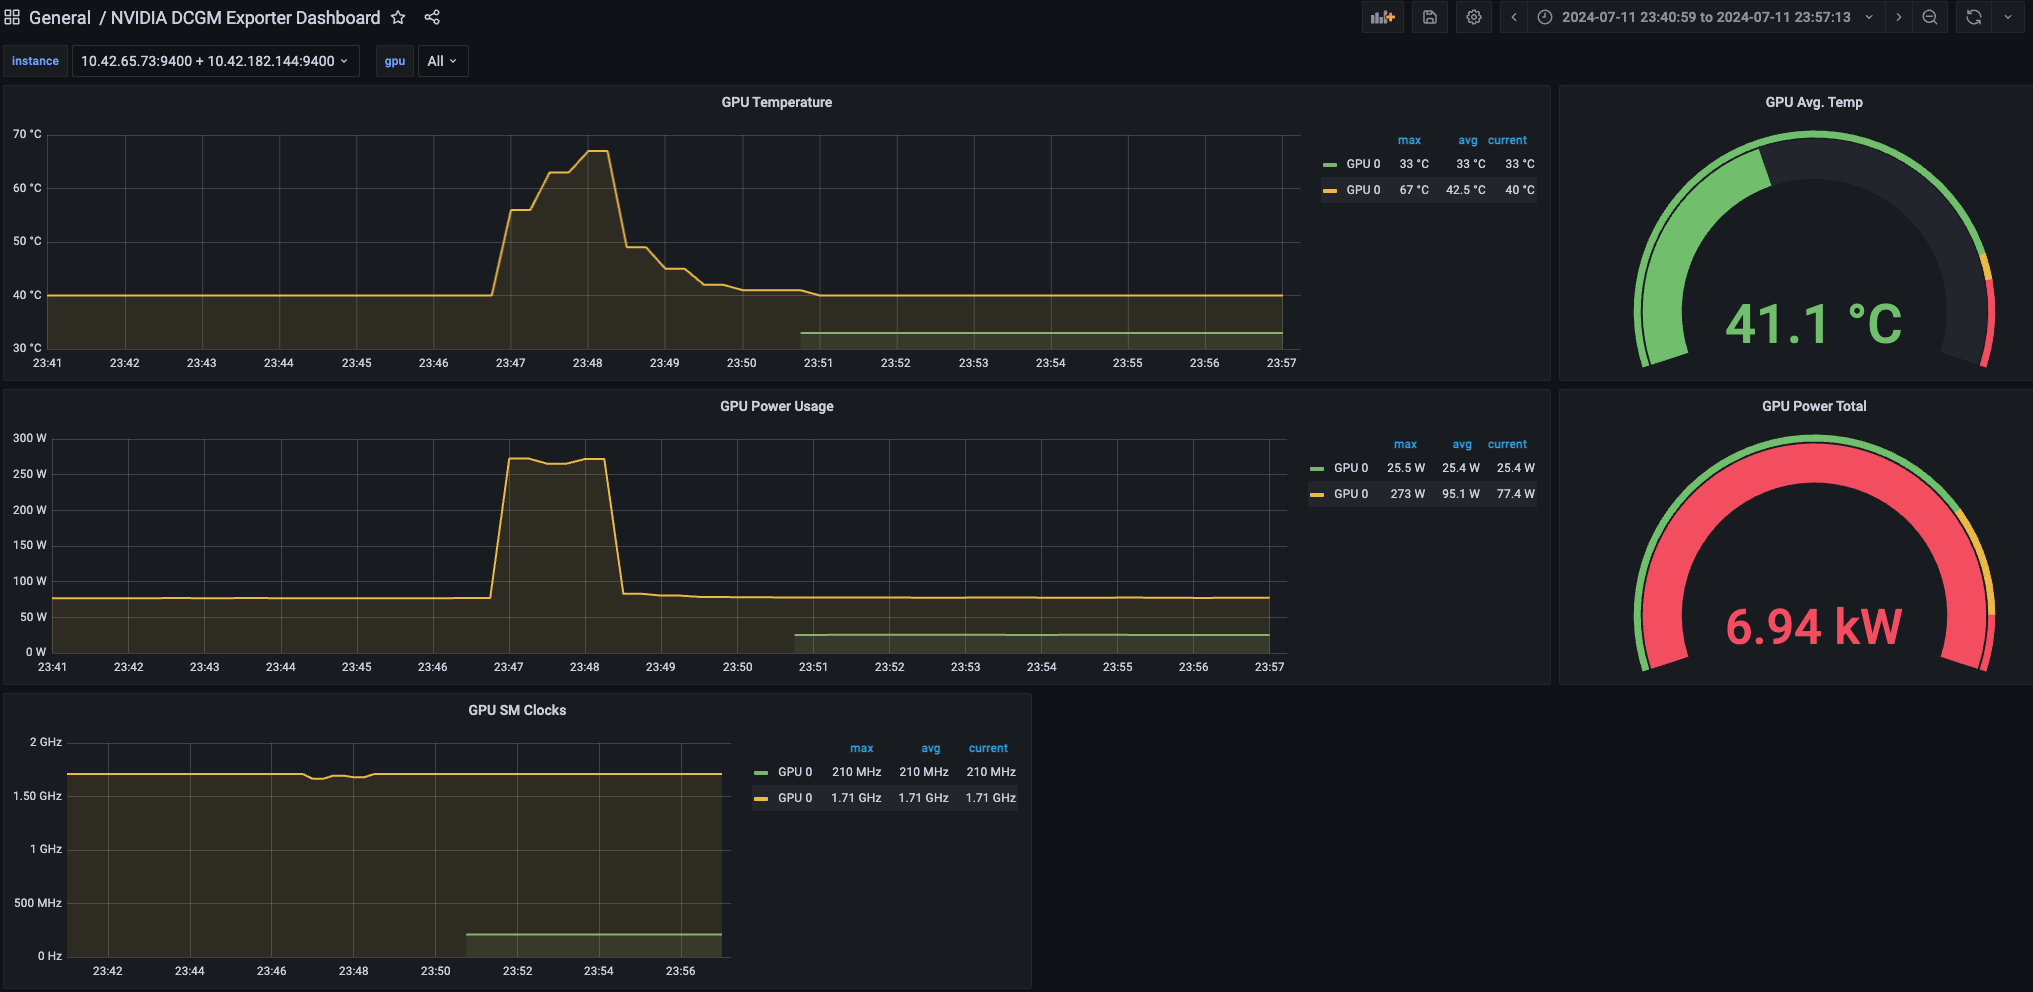 General / NVIDIA DCGM Exporter Dashboard
2024-07-11 23:40:59 to 2024-07-11 23:57:13
instance 10.42.65.73:9400 + 10.42.182.144:9400 gpu All
GPU Temperature
70 °C
60 °C
50 °C
40 °C
30 °C
23:41 23:42 23:43 23:44 23:45 23:46 23:47 23:48 23:49 23:50 23:51 23:52 23:53 23:54 23:55 23:56 23:57
max avg current
GPU 0 33 °C 33 °C 33 °C
GPU 0 67 °C 42.5 °C 40 °C
GPU Avg. Temp
41.1 °C
GPU Power Usage
300 W
250 W
200 W
150 W
100 W
50 W
0 W
23:41 23:42 23:43 23:44 23:45 23:46 23:47 23:48 23:49 23:50 23:51 23:52 23:53 23:54 23:55 23:56 23:57
max avg current
GPU 0 25.5 W 25.4 W 25.4 W
GPU 0 273 W 95.1 W 77.4 W
GPU Power Total
6.94 kW
GPU SM Clocks
2 GHz
1.50 GHz
1 GHz
500 MHz
0 Hz
23:42 23:44 23:46 23:48 23:50 23:52 23:54 23:56
max avg current
GPU 0 210 MHz 210 MHz 210 MHz
GPU 0 1.71 GHz 1.71 GHz 1.71 GHz